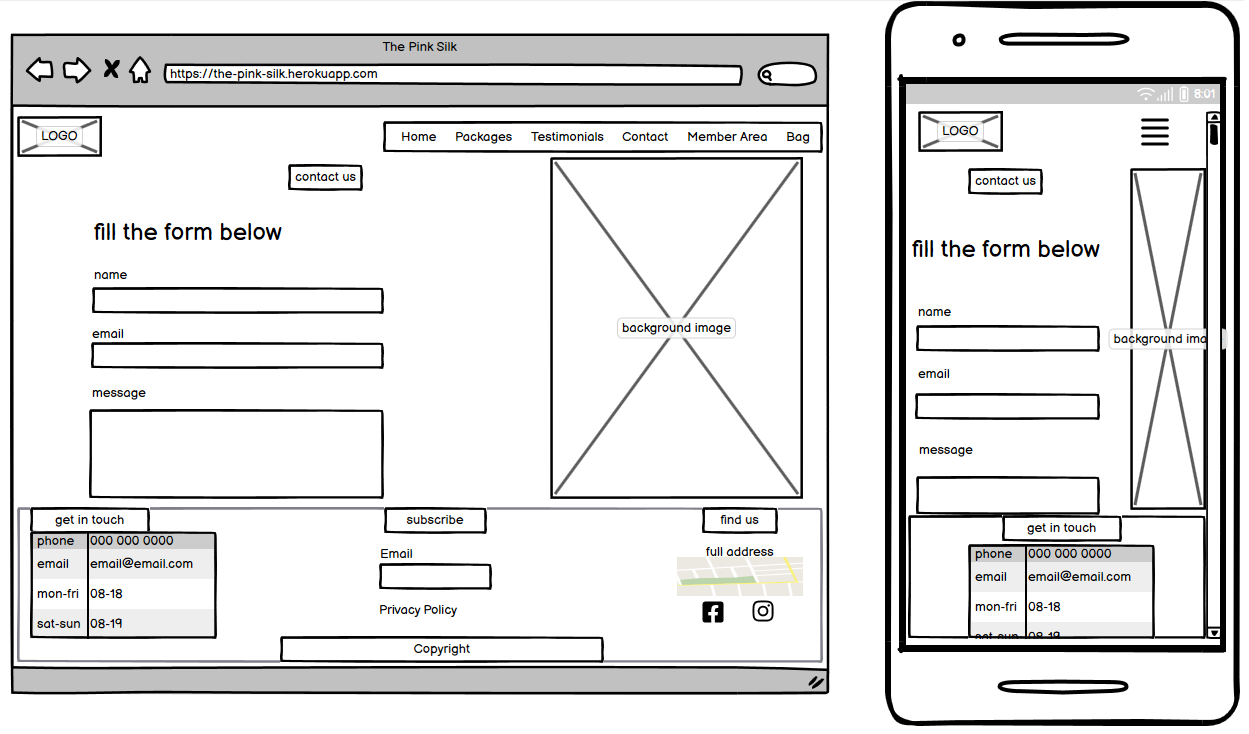 The Pink Silk
https://the-pink-silk.herokuapp.com
LOGO
Home Packages Testimonials Contact Member Area Bag
contact us
fill the form below
name
email
message
background image
get in touch
phone 000 000 0000
email email@email.com
mon-fri 08-18
sat-sun 08-19
subscribe
Email
Privacy Policy
find us
full address
Copyright
8:01
LOGO
contact us
fill the form below
name
background ima
email
message
get in touch
phone 000 000 0000
email email@email.com
mon-fri 08-18
sat-sun 08-19